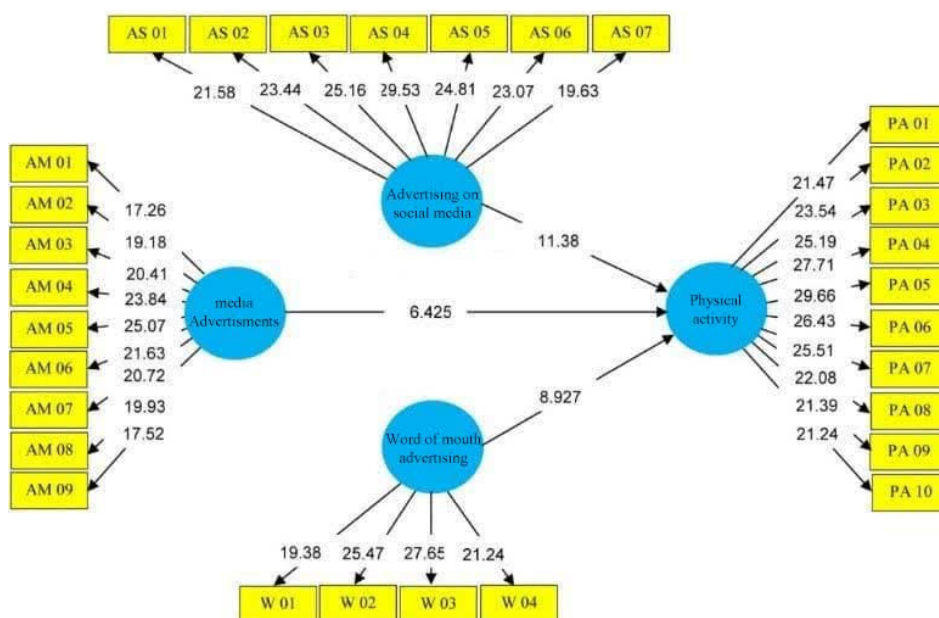 AS 01
AS 02
AS 03
AS 04
AS 05
AS 06
AS 07
21.58
23.44
25.16
29.53
24.81
23.07
19.63
AM 01
AM 02
AM 03
AM 04
AM 05
AM 06
AM 07
AM 08
AM 09
17.26
19.18
20.41
23.84
25.07
21.63
20.72
19.93
17.52
Advertising on
social media
media
Advertisments
Word of mouth
advertising
11.38
6.425
8.927
Physical
activity
21.47
23.54
25.19
27.71
29.66
26.43
25.51
22.08
21.39
21.24
PA 01
PA 02
PA 03
PA 04
PA 05
PA 06
PA 07
PA 08
PA 09
PA 10
19.38
25.47
27.65
21.24
W 01
W 02
W 03
W 04